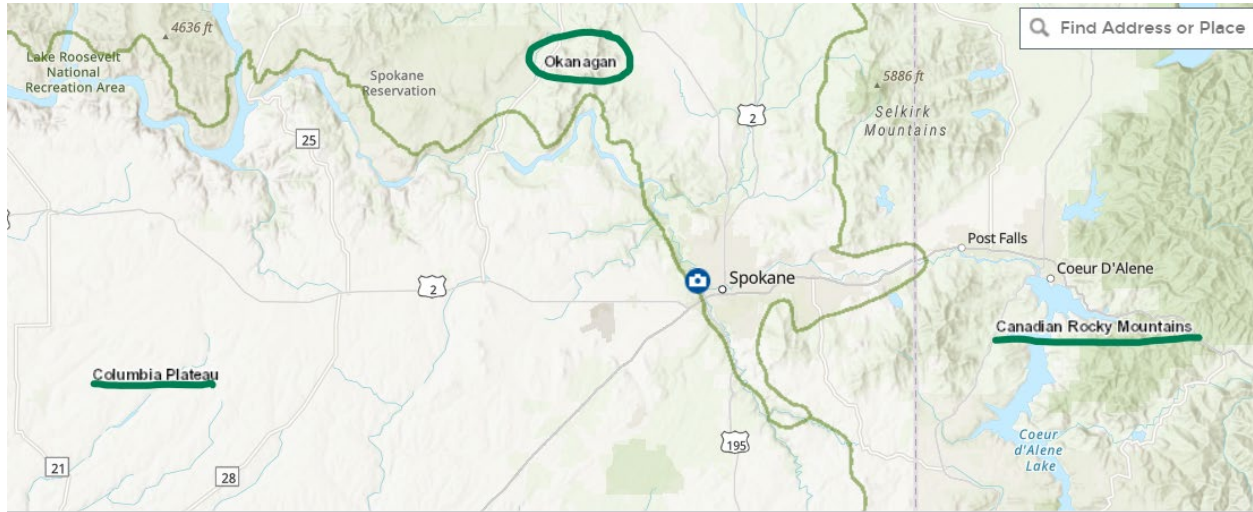 4636 ft
Find Address or Place
Lake Roosevelt
National
Recreation Area
Okanagan
Spokane
Reservation
5886 ft
Selkirk
Mountains
2
25
Post Falls
Coeur D'Alene
Spokane
2
Canadian Rocky Mountains
Columbia Plateau
Coeur
d'Alene
Lake
195
21
28